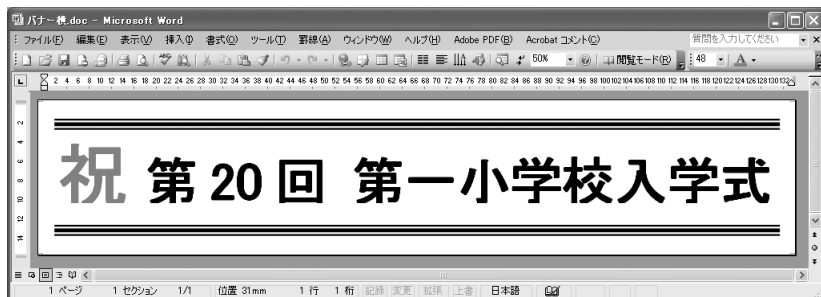 バナー横.doc - Microsoft Word
ファイル(F) 編集(E) 表示(V) 挿入(I) 書式(O) ツール(T) 罫線(A) ウィンドウ(W) ヘルプ(H) Adobe PDF(B) Acrobat コメント(C) 質問を入力してください
50% 閲覧モード(R) 48 A
2 4 6 8 10 12 14 16 18 20 22 24 26 28 30 32 34 36 38 40 42 44 46 48 50 52 54 56 58 60 62 64 66 68 70 72 74 76 78 80 82 84 86 88 90 92 94 96 98 100 102 104 106 108 110 112 114 116 118 120 122 124 126 128 130 132
祝 第 20 回 第一小学校入学式
1 ページ 1 セクション 1/1 位置 31mm 1 行 1 桁 記録 変更 拡張 上書 日本語